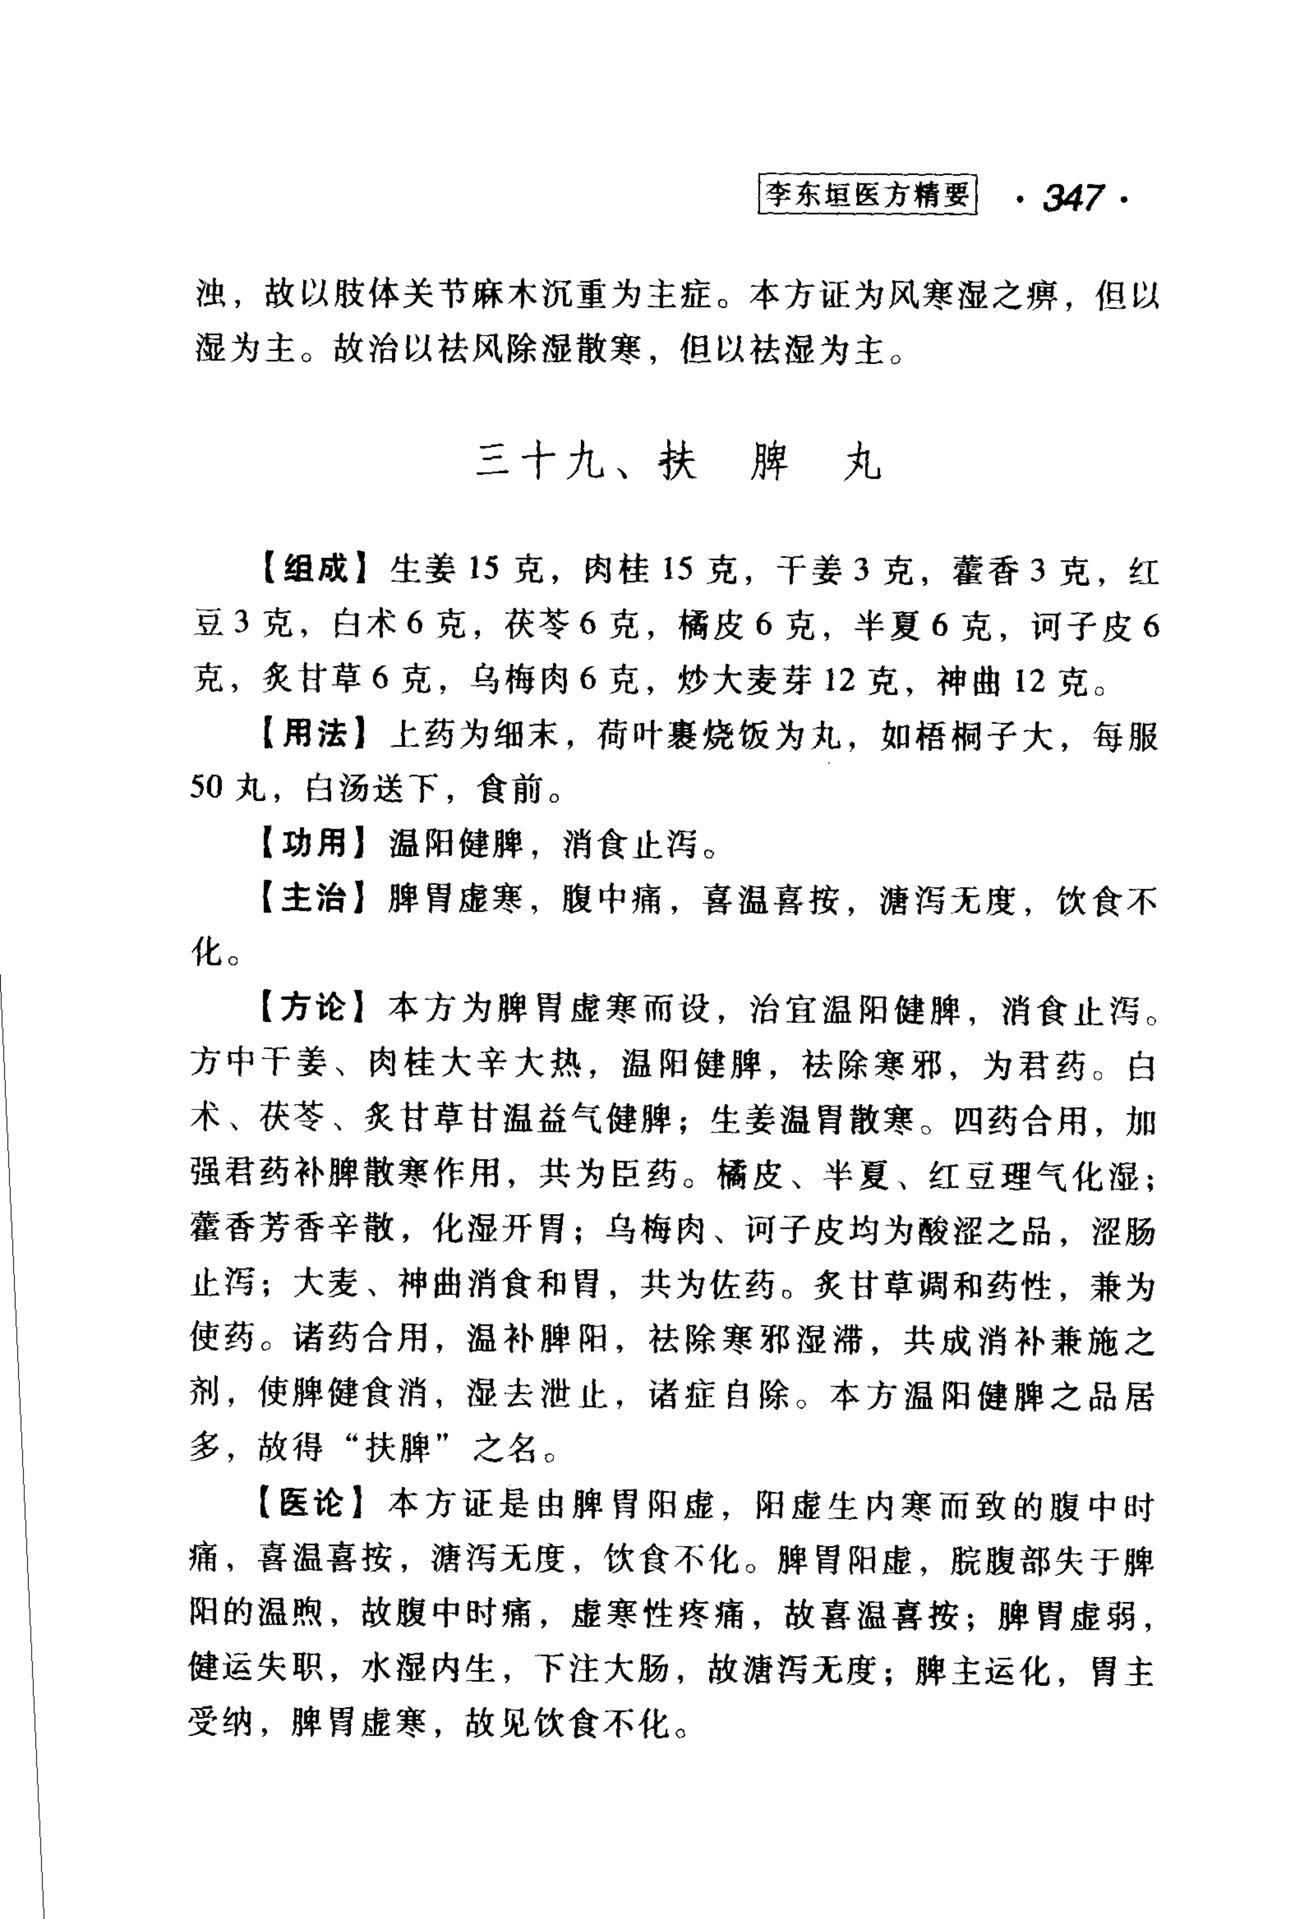 李东垣医方精要 · 347 ·
浊，故以肢体关节麻木沉重为主症。本方证为风寒湿之痹，但以
湿为主。故治以祛风除湿散寒，但以祛湿为主。
三十九、扶 脾 丸
【组成】生姜 15 克，肉桂 15 克，干姜 3 克，藿香 3 克，红
豆 3 克，白术 6 克，茯苓 6 克，橘皮 6 克，半夏 6 克，诃子皮 6
克，炙甘草 6 克，乌梅肉 6 克，炒大麦芽 12 克，神曲 12 克。
【用法】上药为细末，荷叶裹烧饭为丸，如梧桐子大，每服
50 丸，白汤送下，食前。
【功用】温阳健脾，消食止泻。
【主治】脾胃虚寒，腹中痛，喜温喜按，溏泻无度，饮食不
化。
【方论】本方为脾胃虚寒而设，治宜温阳健脾，消食止泻。
方中干姜、肉桂大辛大热，温阳健脾，祛除寒邪，为君药。白
术、茯苓、炙甘草甘温益气健脾；生姜温胃散寒。四药合用，加
强君药补脾散寒作用，共为臣药。橘皮、半夏、红豆理气化湿；
藿香芳香辛散，化湿开胃；乌梅肉、诃子皮均为酸涩之品，涩肠
止泻；大麦、神曲消食和胃，共为佐药。炙甘草调和药性，兼为
使药。诸药合用，温补脾阳，祛除寒邪湿滞，共成消补兼施之
剂，使脾健食消，湿去泄止，诸症自除。本方温阳健脾之品居
多，故得“扶脾”之名。
【医论】本方证是由脾胃阳虚，阳虚生内寒而致的腹中时
痛，喜温喜按，溏泻无度，饮食不化。脾胃阳虚，脘腹部失于脾
阳的温煦，故腹中时痛，虚寒性疼痛，故喜温喜按；脾胃虚弱，
健运失职，水湿内生，下注大肠，故溏泻无度；脾主运化，胃主
受纳，脾胃虚寒，故见饮食不化。